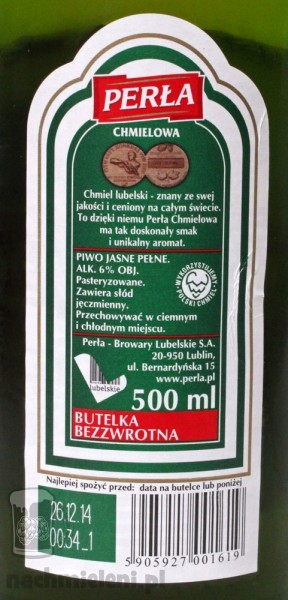 PERŁA
CHMIELOWA
Chmiel lubelski - znany ze swej
jakości i ceniony na całym świecie.
To dzięki niemu Perła Chmielowa
ma tak doskonały smak
i unikalny aromat.
PIWO JASNE PEŁNE.
ALK. 6% OBJ.
Pasteryzowane.
Zawiera słód
jęczmienny.
Przechowywać w ciemnym
i chłodnym miejscu.
WYKORZYSTUJEMY
POLSKI CHMIEL
Perła - Browary Lubelskie S.A.
20-950 Lublin,
ul. Bernardyńska 15
www.perla.pl
lubelskie
500 ml
BUTELKA
BEZZWROTNA
Najlepiej spożyć przed: data na butelce lub poniżej
26.12.14
00:34_1
5 905927 001619
nachmieleni.pl